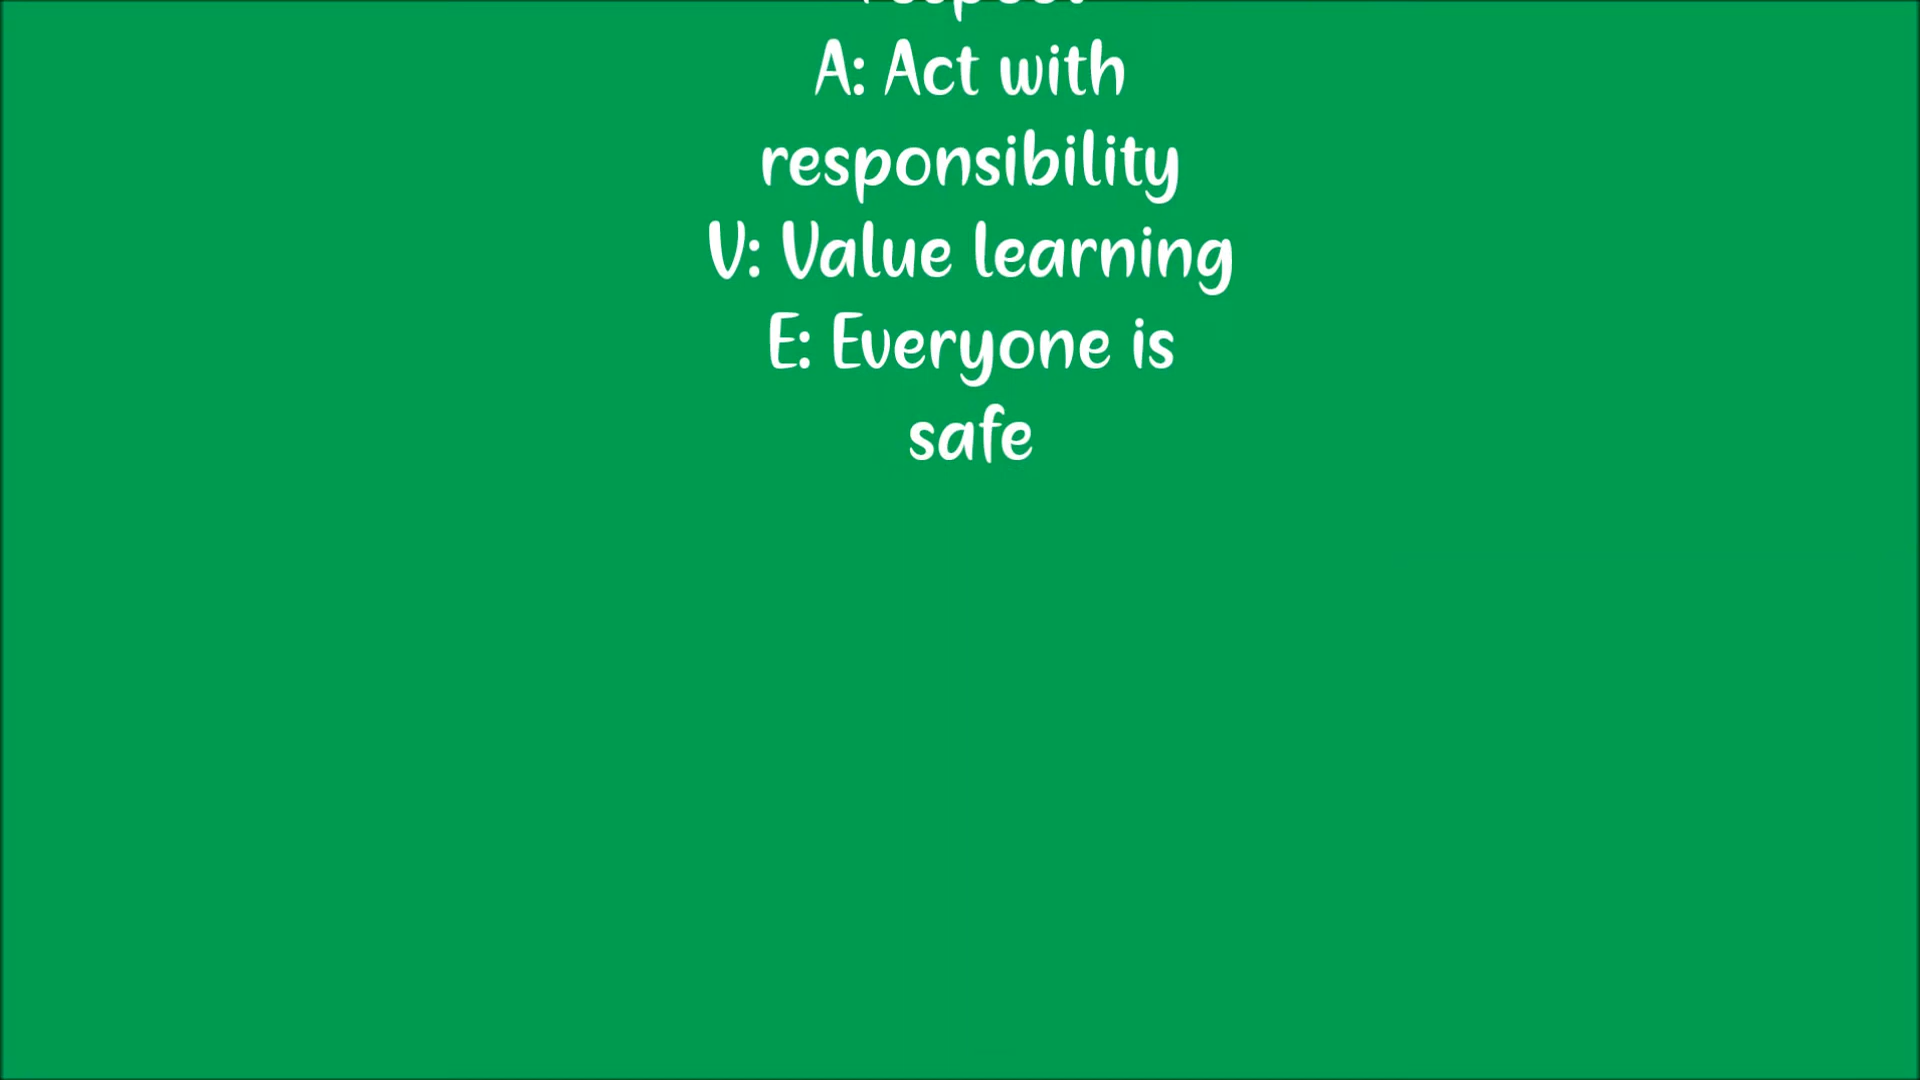 A: Act with
responsibility
V: Value learning
E: Everyone is
safe